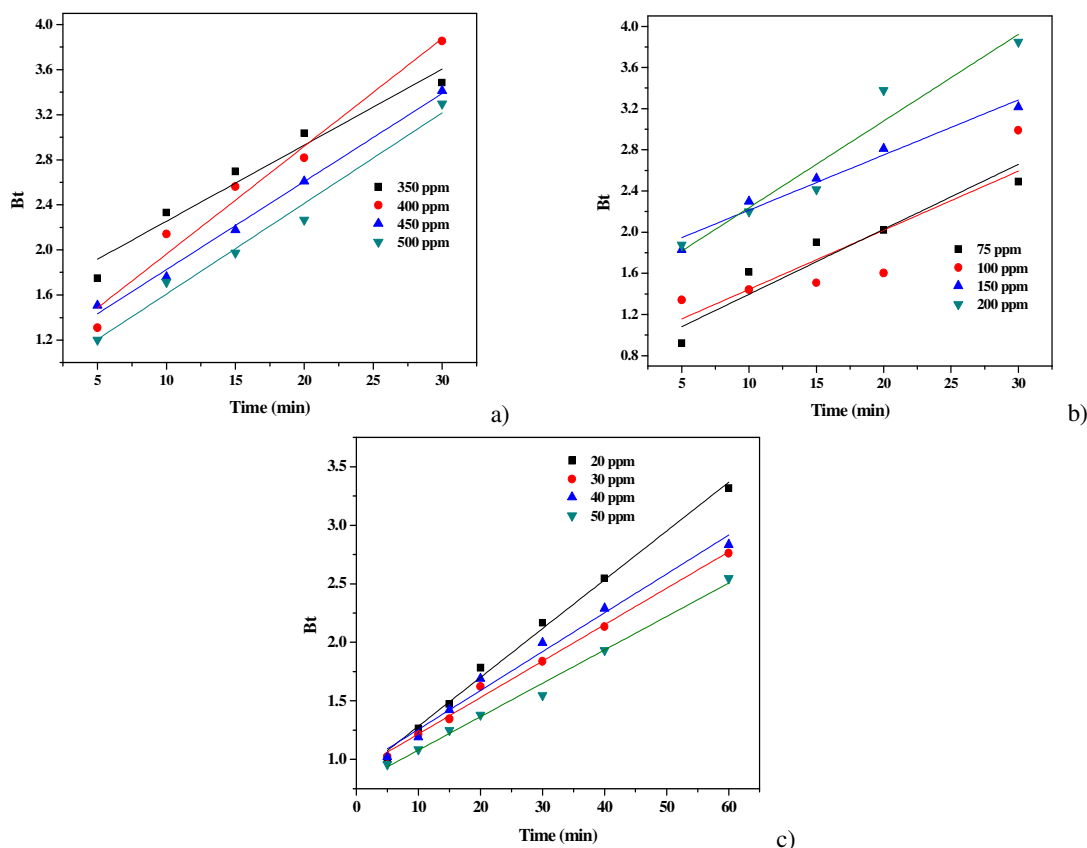 4.0
3.6
3.2
2.8
2.4
2.0
1.6
1.2
Bt
350 ppm
400 ppm
450 ppm
500 ppm
5 10 15 20 25 30
Time (min)
a)
4.4
4.0
3.6
3.2
2.8
2.4
2.0
1.6
1.2
0.8
Bt
75 ppm
100 ppm
150 ppm
200 ppm
5 10 15 20 25 30
Time (min)
b)
3.5
3.0
2.5
2.0
1.5
1.0
Bt
20 ppm
30 ppm
40 ppm
50 ppm
0 10 20 30 40 50 60
Time (min)
c)